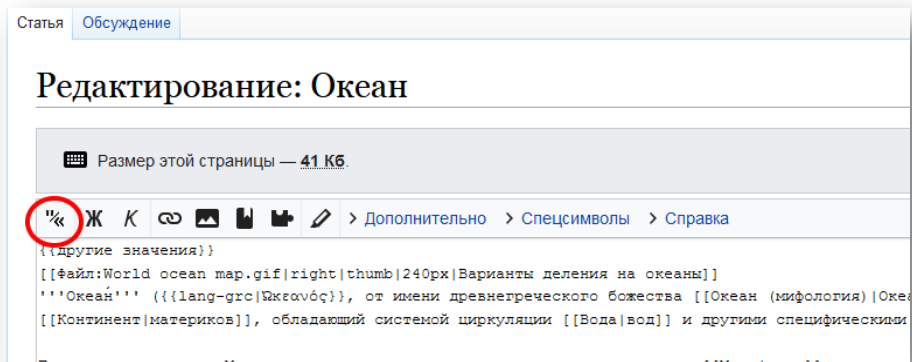 Статья Обсуждение
Редактирование: Океан
Размер этой страницы — 41 Кб.
"/« Ж К > Дополнительно > Спецсимволы > Справка
{{другие значения}}
[[Файл:World ocean map.gif|right|thumb|240px|Варианты деления на океаны]]
'''Океа́н''' ({{lang-grc|Ὠκεανός}}, от имени древнегреческого божества [[Океан (мифология)|Океа
[[Континент|материков]], обладающий системой циркуляции [[Вода|вод]] и другими специфическими